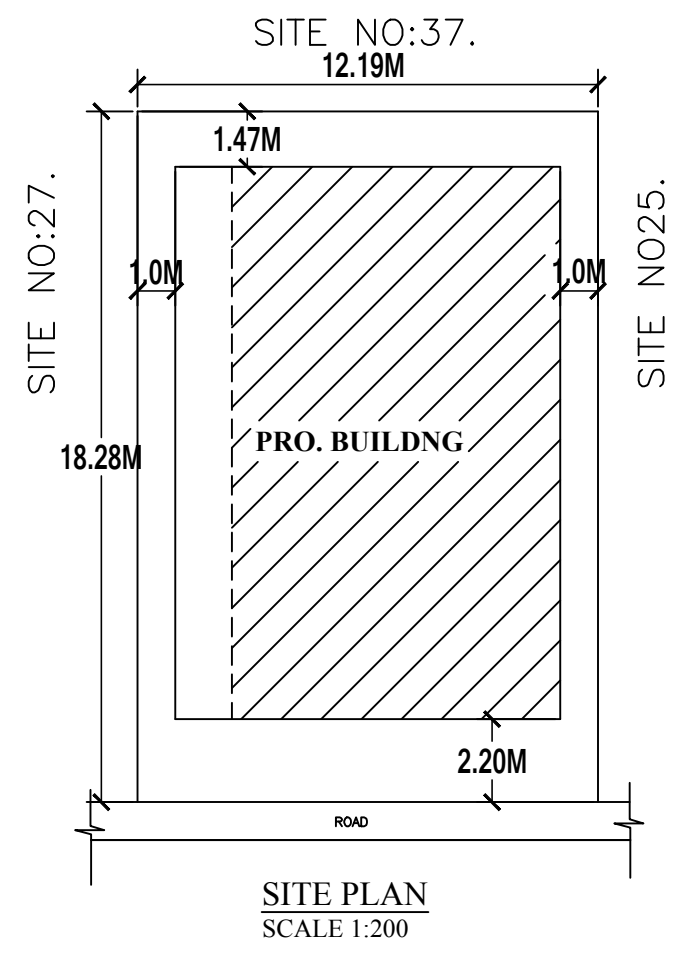 SITE NO:37.
12.19M
1.47M
SITE NO:27.
SITE NO25.
1.0M
1.0M
PRO. BUILDNG
18.28M
2.20M
ROAD
SITE PLAN
SCALE 1:200